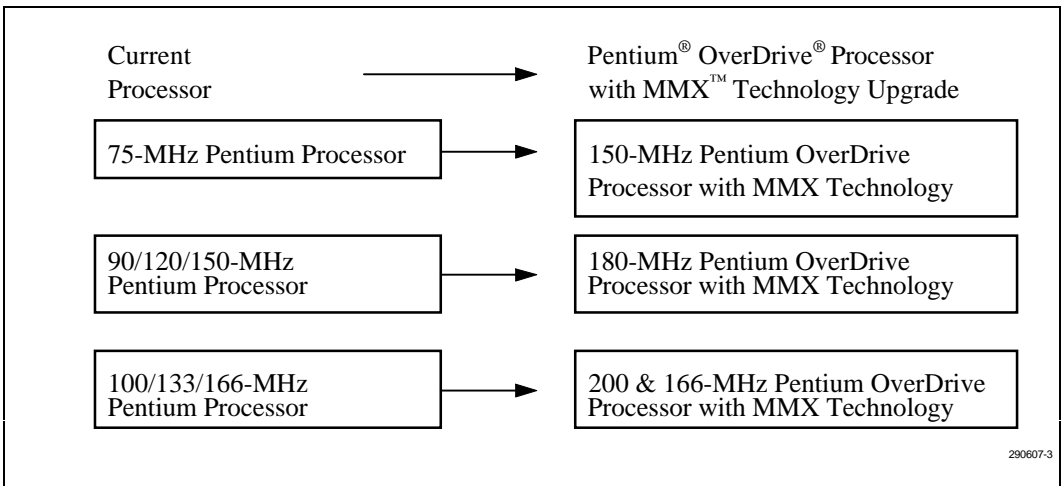 Current
Processor
Pentium® OverDrive® Processor
with MMX™ Technology Upgrade
75-MHz Pentium Processor
150-MHz Pentium OverDrive
Processor with MMX Technology
90/120/150-MHz
Pentium Processor
180-MHz Pentium OverDrive
Processor with MMX Technology
100/133/166-MHz
Pentium Processor
200 & 166-MHz Pentium OverDrive
Processor with MMX Technology
290607-3